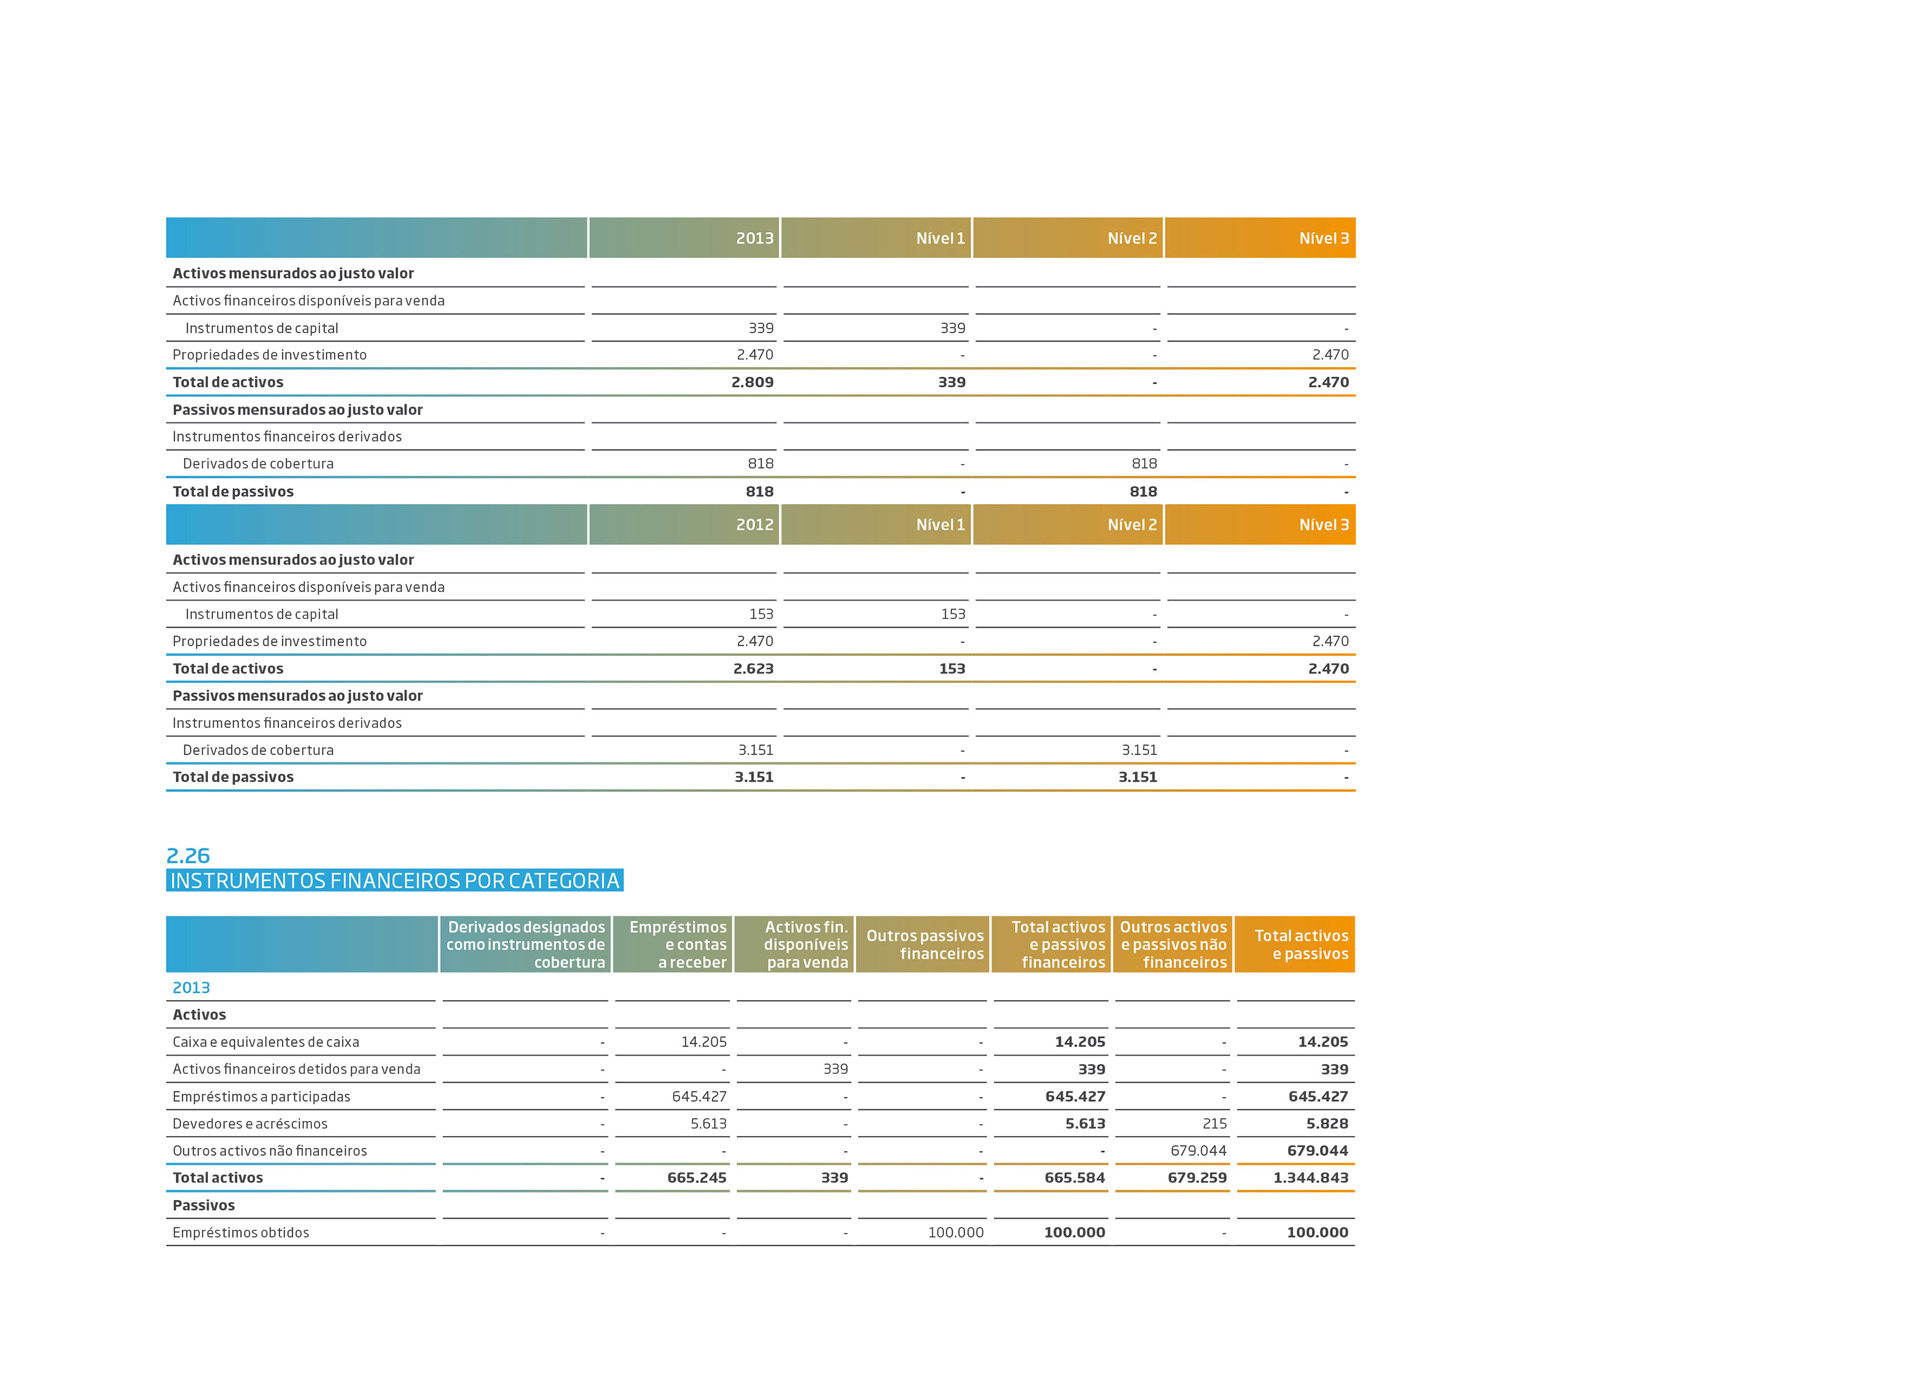 2013 Nível 1 Nível 2 Nível 3
Activos mensurados ao justo valor
Activos financeiros disponíveis para venda
Instrumentos de capital 339 339 - -
Propriedades de investimento 2.470 - - 2.470
Total de activos 2.809 339 - 2.470
Passivos mensurados ao justo valor
Instrumentos financeiros derivados
Derivados de cobertura 818 - 818 -
Total de passivos 818 - 818 -
2012 Nível 1 Nível 2 Nível 3
Activos mensurados ao justo valor
Activos financeiros disponíveis para venda
Instrumentos de capital 153 153 - -
Propriedades de investimento 2.470 - - 2.470
Total de activos 2.623 153 - 2.470
Passivos mensurados ao justo valor
Instrumentos financeiros derivados
Derivados de cobertura 3.151 - 3.151 -
Total de passivos 3.151 - 3.151 -
2.26
INSTRUMENTOS FINANCEIROS POR CATEGORIA
Derivados designados como instrumentos de cobertura Empréstimos e contas a receber Activos fin. disponíveis para venda Outros passivos financeiros Total activos e passivos financeiros Outros activos e passivos não financeiros Total activos e passivos
2013
Activos
Caixa e equivalentes de caixa - 14.205 - - 14.205 - 14.205
Activos financeiros detidos para venda - - 339 - 339 - 339
Empréstimos a participadas - 645.427 - - 645.427 - 645.427
Devedores e acréscimos - 5.613 - - 5.613 215 5.828
Outros activos não financeiros - - - - - 679.044 679.044
Total activos - 665.245 339 - 665.584 679.259 1.344.843
Passivos
Empréstimos obtidos - - - 100.000 100.000 - 100.000